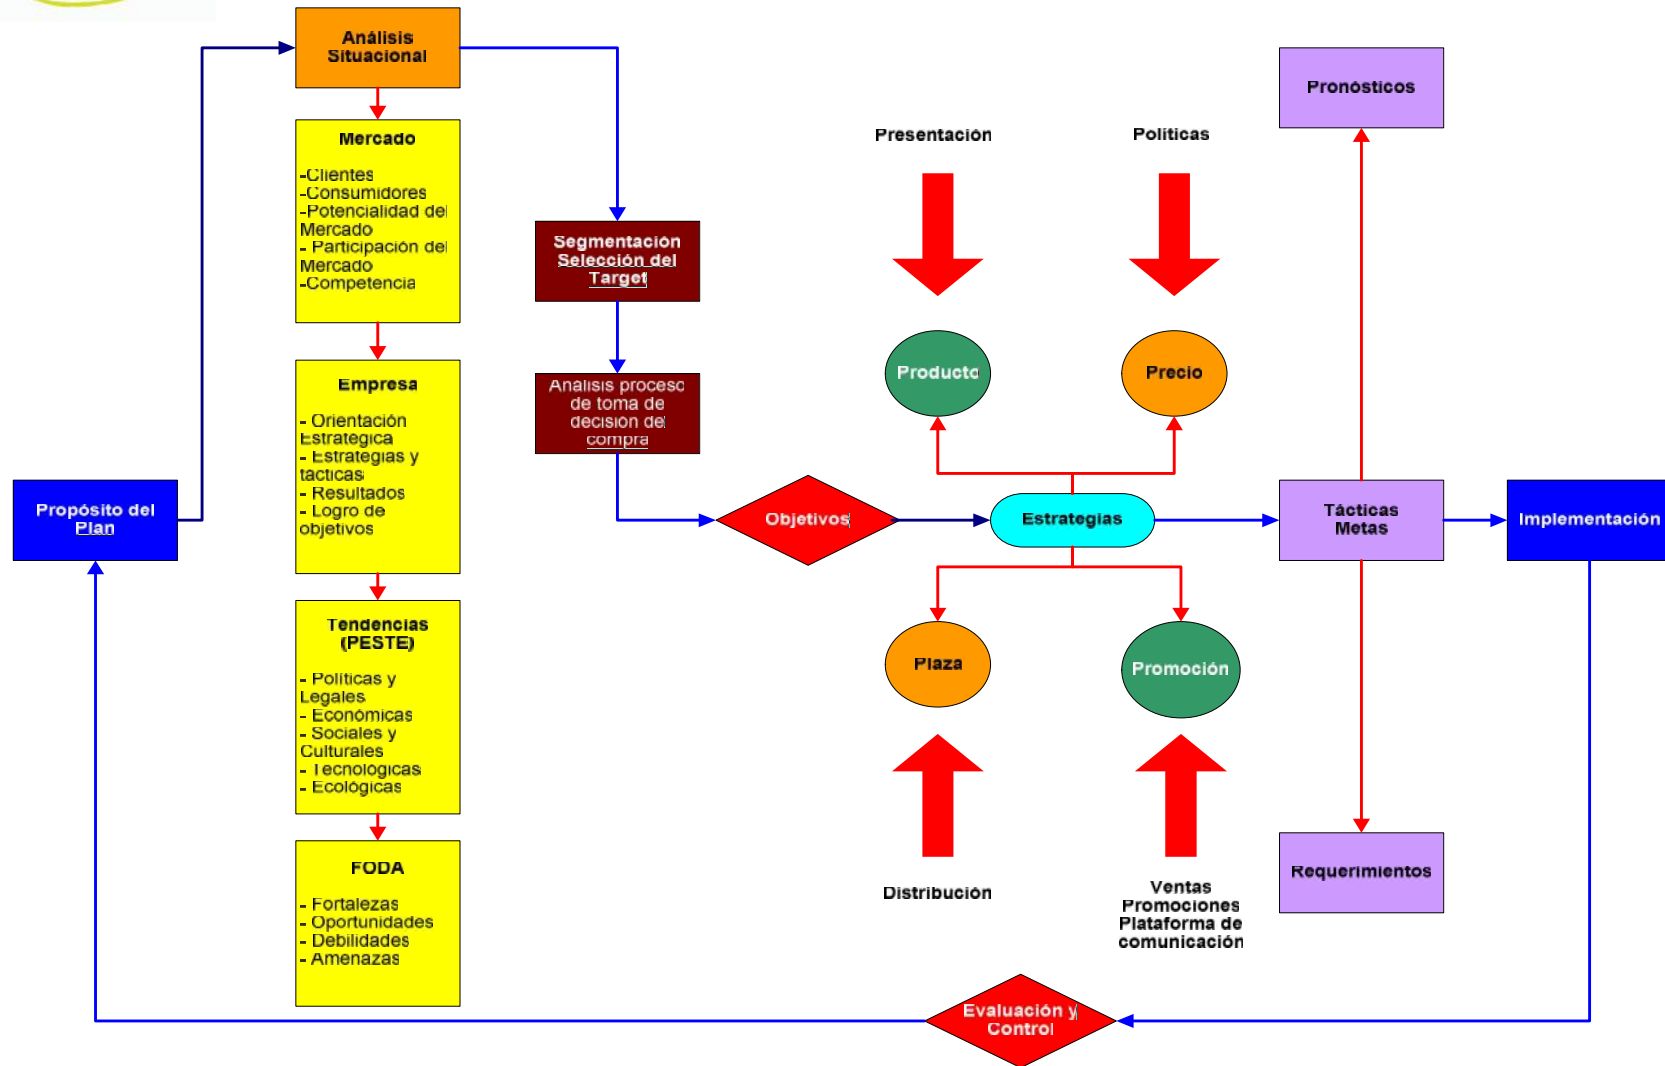 Análisis
Situacional
Mercado
-Clientes
-Consumidores
-Potencialidad del
Mercado
- Participación del
Mercado
-Competencia
Empresa
- Orientación
Estratégica
- Estrategias y
tácticas
- Resultados
- Logro de
objetivos
Tendencias
(PESTE)
- Políticas y
Legales
- Económicas
- Sociales y
Culturales
- Tecnológicas
- Ecológicas
FODA
- Fortalezas
- Oportunidades
- Debilidades
- Amenazas
Propósito del
Plan
Segmentación
Selección del
Target
Análisis proceso
de toma de
decisión de
compra
Objetivos
Presentación
Políticas
Producto
Precio
Estrategias
Plaza
Promoción
Distribución
Ventas
Promociones
Plataforma de
comunicación
Pronósticos
Tácticas
Metas
Requerimientos
Implementación
Evaluación y
Control